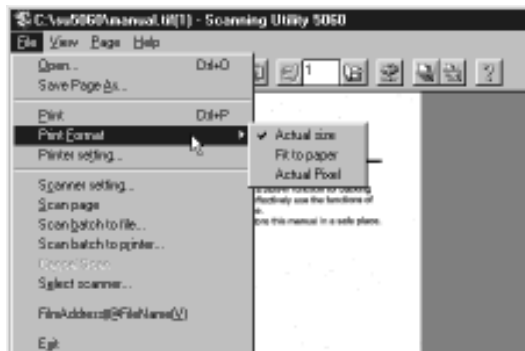 C:\su5060\manual.tif(1) - Scanning Utility 5060
File View Page Help
Open... Ctrl+O
Save Page As...
1
Print Ctrl+P
Print Format
Actual size
Printer setting...
Fit to paper
Actual Pixel
Scanner setting...
Scan page
Scan batch to file...
Scan batch to printer...
Cancel Scan
Select scanner...
effectively use the functions of
this manual in a safe place.
FilmAddress(@FileName(V)
Exit